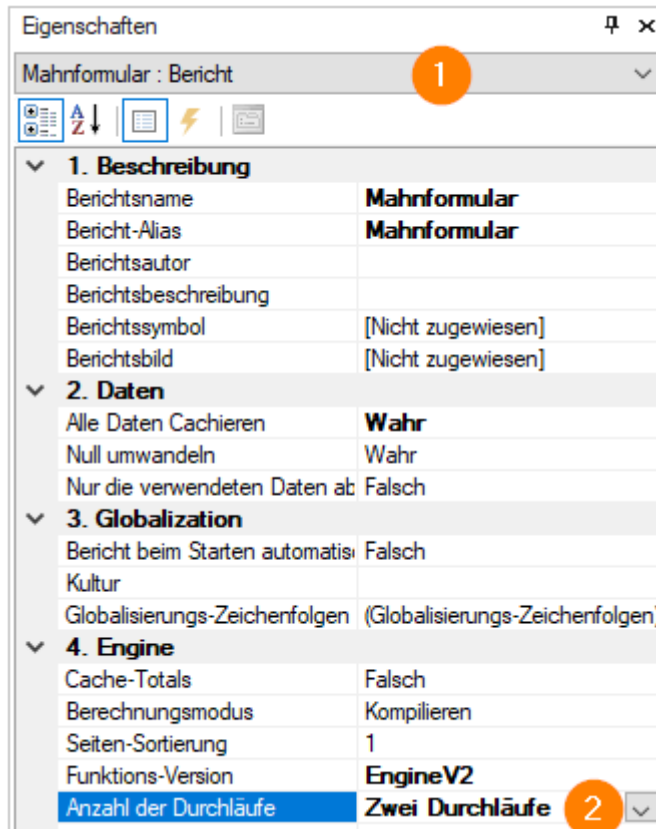 Eigenschaften
Mahnformular : Bericht 1
1. Beschreibung
Berichtsname Mahnformular
Bericht-Alias Mahnformular
Berichtsautor
Berichtsbeschreibung
Berichtssymbol [Nicht zugewiesen]
Berichtsbild [Nicht zugewiesen]
2. Daten
Alle Daten Cachieren Wahr
Null umwandeln Wahr
Nur die verwendeten Daten ab Falsch
3. Globalization
Bericht beim Starten automatis Falsch
Kultur
Globalisierungs-Zeichenfolgen (Globalisierungs-Zeichenfolgen)
4. Engine
Cache-Totals Falsch
Berechnungsmodus Kompilieren
Seiten-Sortierung 1
Funktions-Version EngineV2
Anzahl der Durchläufe Zwei Durchläufe 2